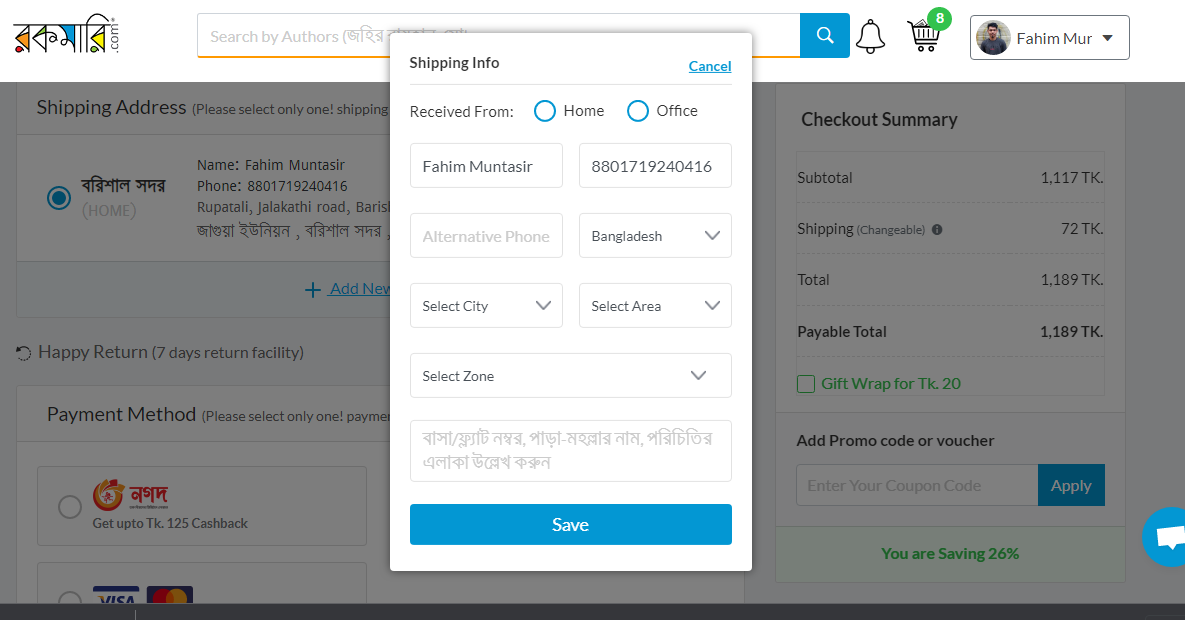 রকমারি.com
Search by Authors (জহির
8
Fahim Mur
Shipping Info
Cancel
Received From:
Home
Office
Fahim Muntasir
8801719240416
Alternative Phone
Bangladesh
Select City
Select Area
Select Zone
বাসা/ফ্ল্যাট নম্বর, পাড়া-মহল্লার নাম, পরিচিতির
এলাকা উল্লেখ করুন
Save
Shipping Address (Please select only one! shipping
বরিশাল সদর
(HOME)
Name: Fahim Muntasir
Phone: 8801719240416
Rupatali, Jalakathi road, Baris
জাগুয়া ইউনিয়ন , বরিশাল সদর ,
+ Add New
Happy Return (7 days return facility)
Payment Method (Please select only one! payme
নগদ
Get upto Tk. 125 Cashback
VISA
Checkout Summary
Subtotal 1,117 TK.
Shipping (Changeable) 72 TK.
Total 1,189 TK.
Payable Total 1,189 TK.
Gift Wrap for Tk. 20
Add Promo code or voucher
Enter Your Coupon Code
Apply
You are Saving 26%